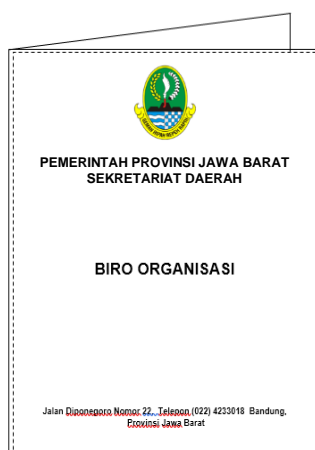 PEMERINTAH PROVINSI JAWA BARAT
SEKRETARIAT DAERAH
BIRO ORGANISASI
Jalan Diponegoro Nomor 22, Telepon (022) 4233018 Bandung,
Provinsi Jawa Barat